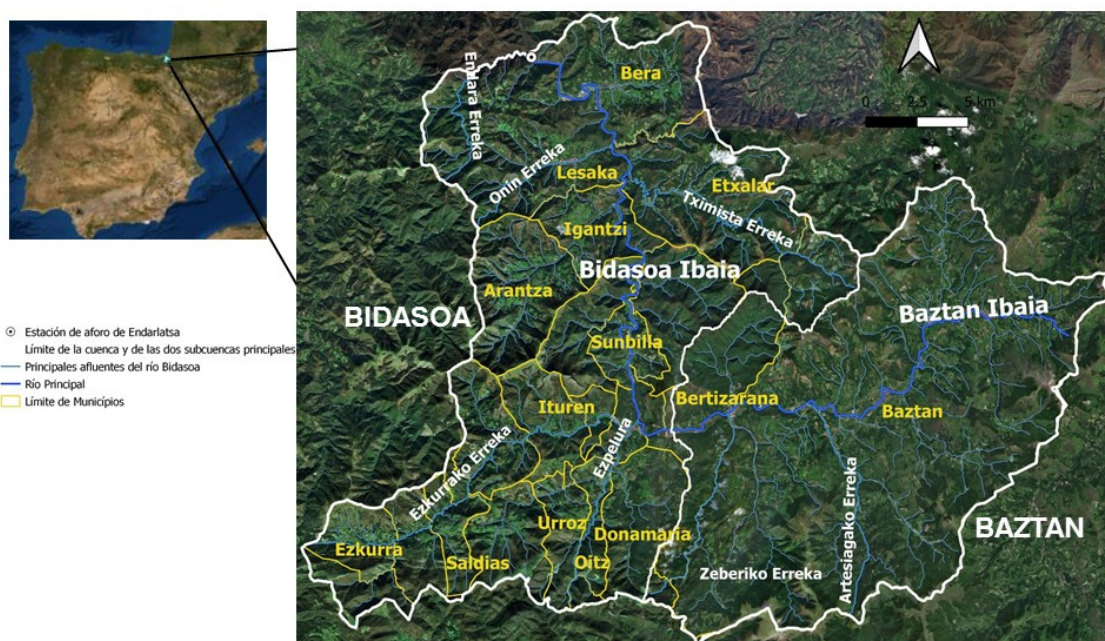 Bera
Endara Erreka
0 2.5 5 km
Onin Erreka
Lesaka
Etxalar
Tximista Erreka
Igantzi
Bidasoa Ibaia
Arantza
BIDASOA
Baztan Ibaia
Estación de aforo de Endarlatsa
Límite de la cuenca y de las dos subcuencas principales
Principales afluentes del río Bidasoa
Río Principal
Límite de Municípios
Sunbilla
Ituren
Bertizarana
Baztan
Ezpelura
Ezkurrako Erreka
Artesiagako Erreka
Urroz
Donamaria
BAZTAN
Ezkurra
Saldias
Oitz
Zeberiko Erreka